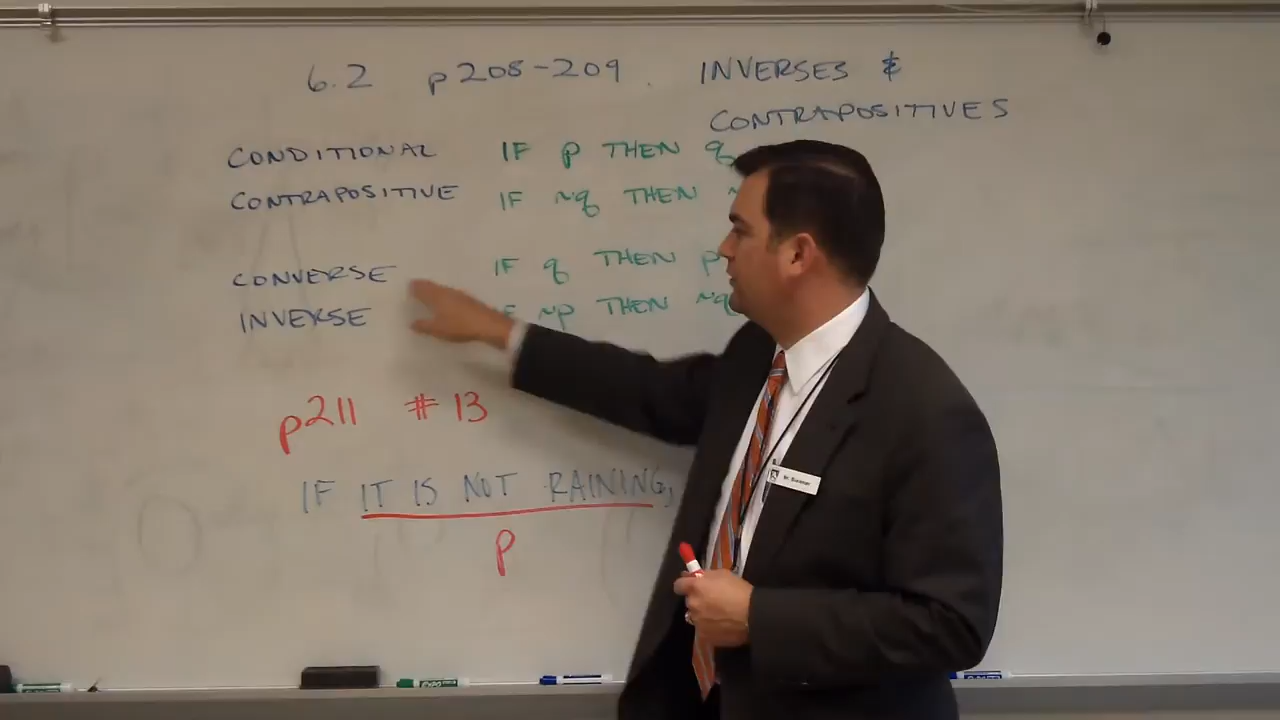 6.2 p208-209. INVERSES &
CONTRAPOSITIVES
CONDITIONAL IF p THEN q
CONTRAPOSITIVE IF ~q THEN ~
CONVERSE IF q THEN p
INVERSE IF ~p THEN ~q
p211 #13
IF IT IS NOT RAINING,
p